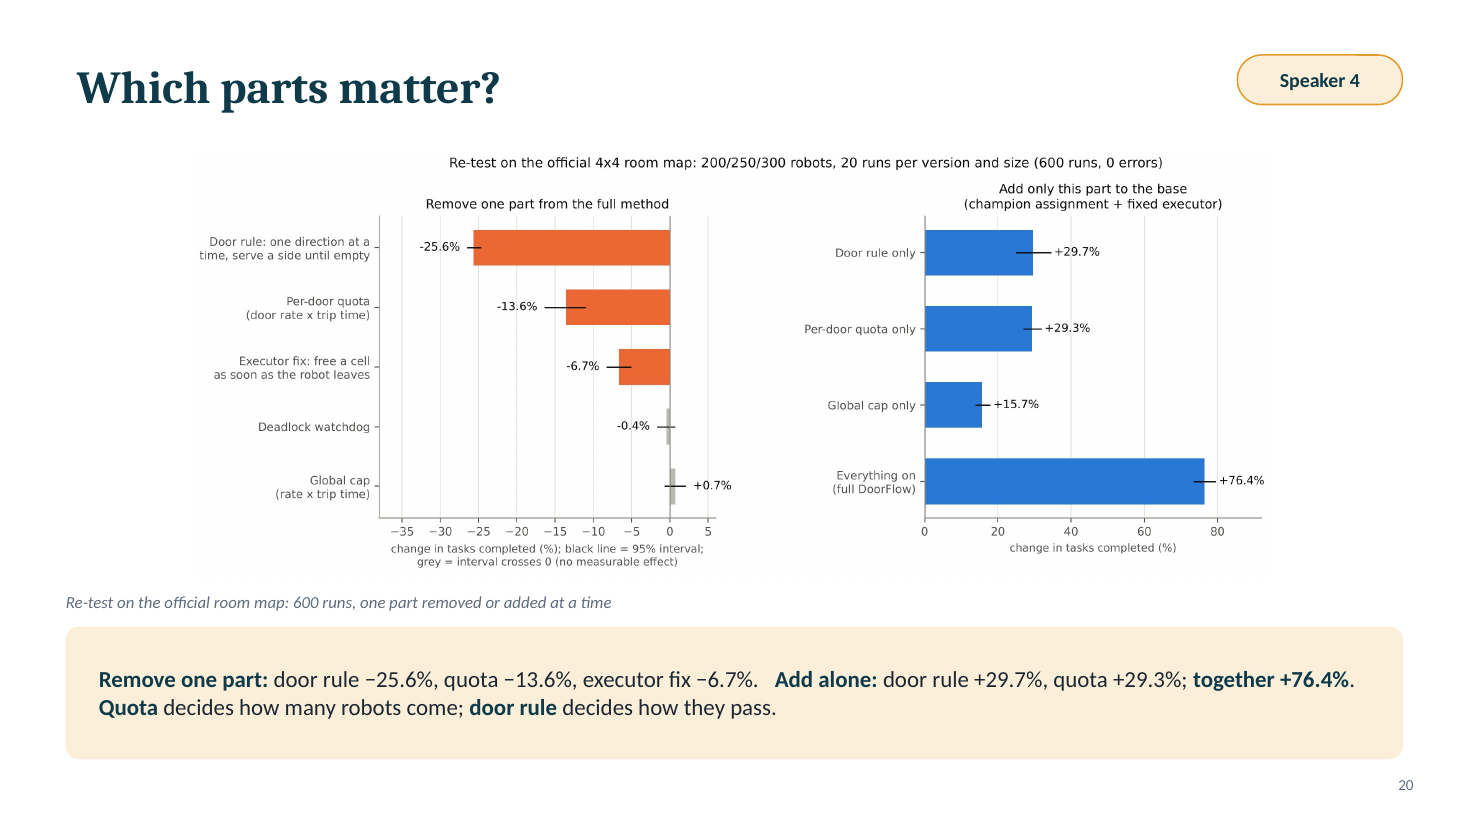 Which parts matter?
Speaker 4
Re-test on the official 4x4 room map: 200/250/300 robots, 20 runs per version and size (600 runs, 0 errors)
Remove one part from the full method
Door rule: one direction at a
time, serve a side until empty
-25.6%
Per-door quota
(door rate x trip time)
-13.6%
Executor fix: free a cell
as soon as the robot leaves
-6.7%
Deadlock watchdog
-0.4%
Global cap
(rate x trip time)
+0.7%
−35 −30 −25 −20 −15 −10 −5 0 5
change in tasks completed (%); black line = 95% interval;
grey = interval crosses 0 (no measurable effect)
Add only this part to the base
(champion assignment + fixed executor)
Door rule only
+29.7%
Per-door quota only
+29.3%
Global cap only
+15.7%
Everything on
(full DoorFlow)
+76.4%
0 20 40 60 80
change in tasks completed (%)
Re-test on the official room map: 600 runs, one part removed or added at a time
Remove one part: door rule −25.6%, quota −13.6%, executor fix −6.7%. Add alone: door rule +29.7%, quota +29.3%; together +76.4%.
Quota decides how many robots come; door rule decides how they pass.
20